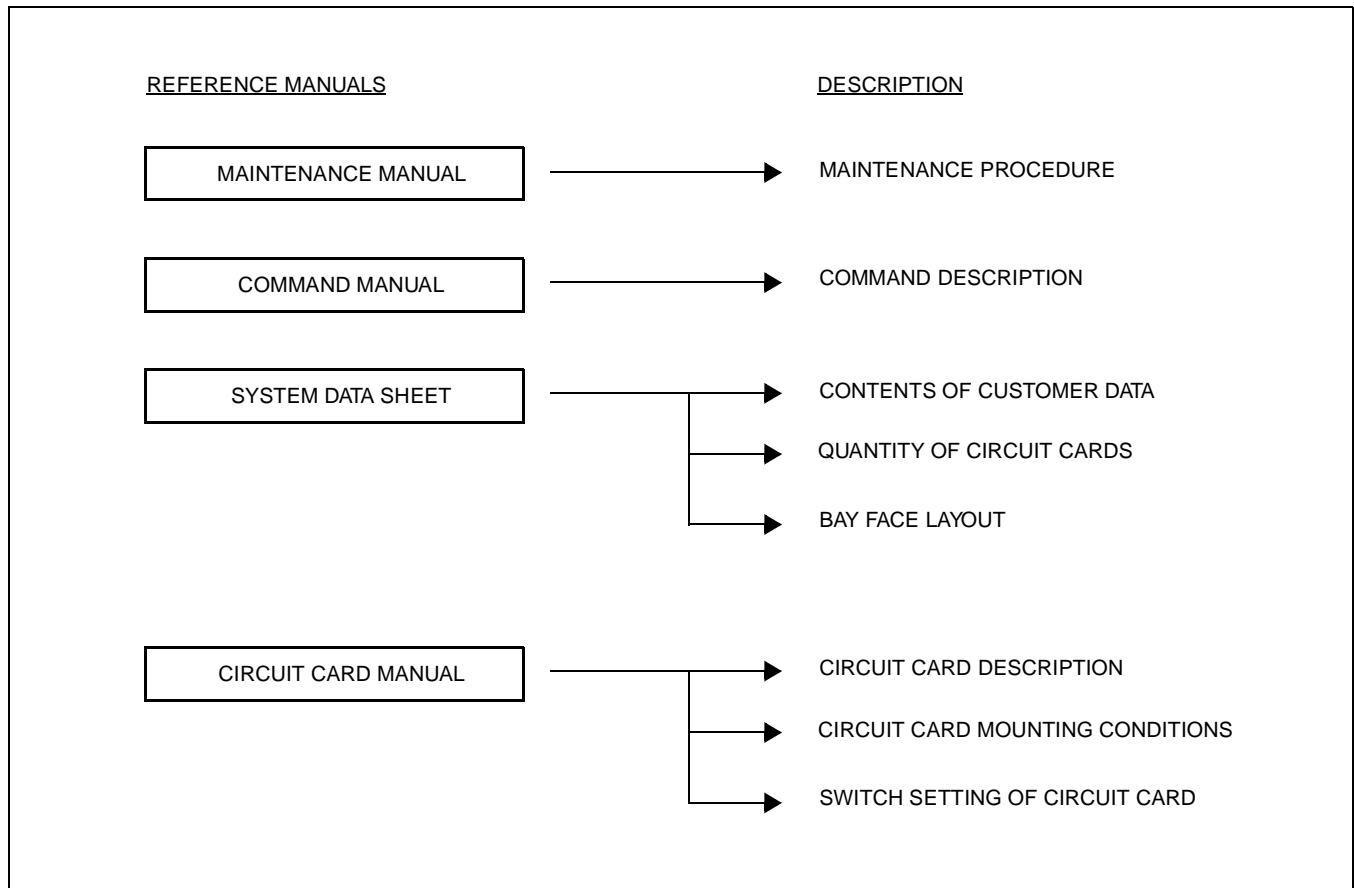 REFERENCE MANUALS
DESCRIPTION
MAINTENANCE MANUAL
MAINTENANCE PROCEDURE
COMMAND MANUAL
COMMAND DESCRIPTION
SYSTEM DATA SHEET
CONTENTS OF CUSTOMER DATA
QUANTITY OF CIRCUIT CARDS
BAY FACE LAYOUT
CIRCUIT CARD MANUAL
CIRCUIT CARD DESCRIPTION
CIRCUIT CARD MOUNTING CONDITIONS
SWITCH SETTING OF CIRCUIT CARD